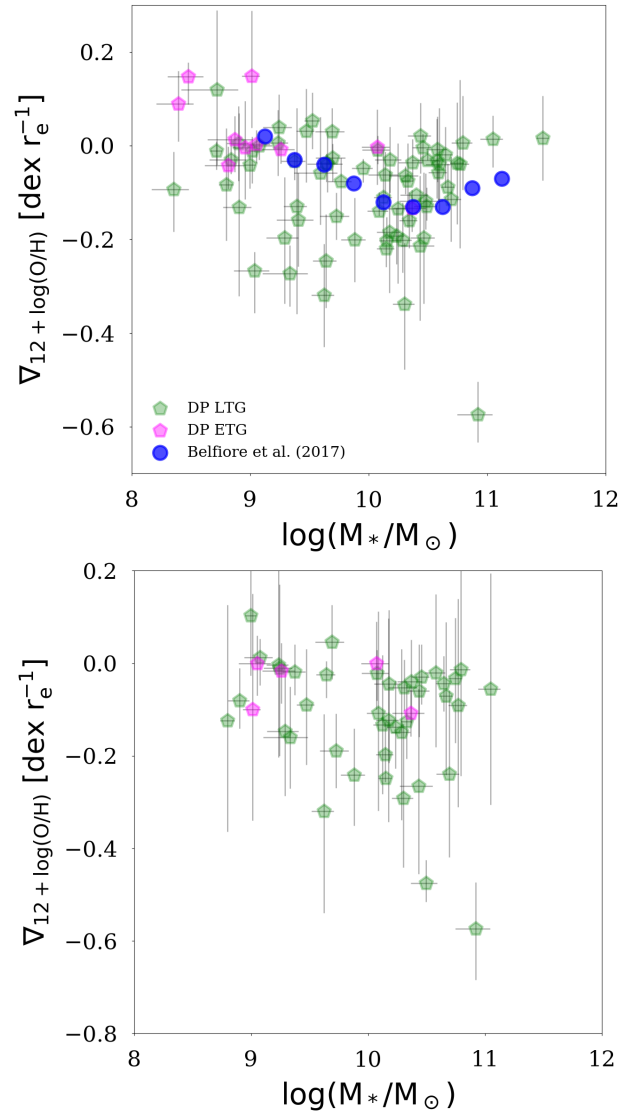 0.2
0.0
−0.2
−0.4
−0.6
∇12 + log(O/H) [dex re−1]
DP LTG
DP ETG
Belfiore et al. (2017)
8 9 10 11 12
log(M*/M⊙)
0.2
0.0
−0.2
−0.4
−0.6
−0.8
∇12 + log(O/H) [dex re−1]
8 9 10 11 12
log(M*/M⊙)